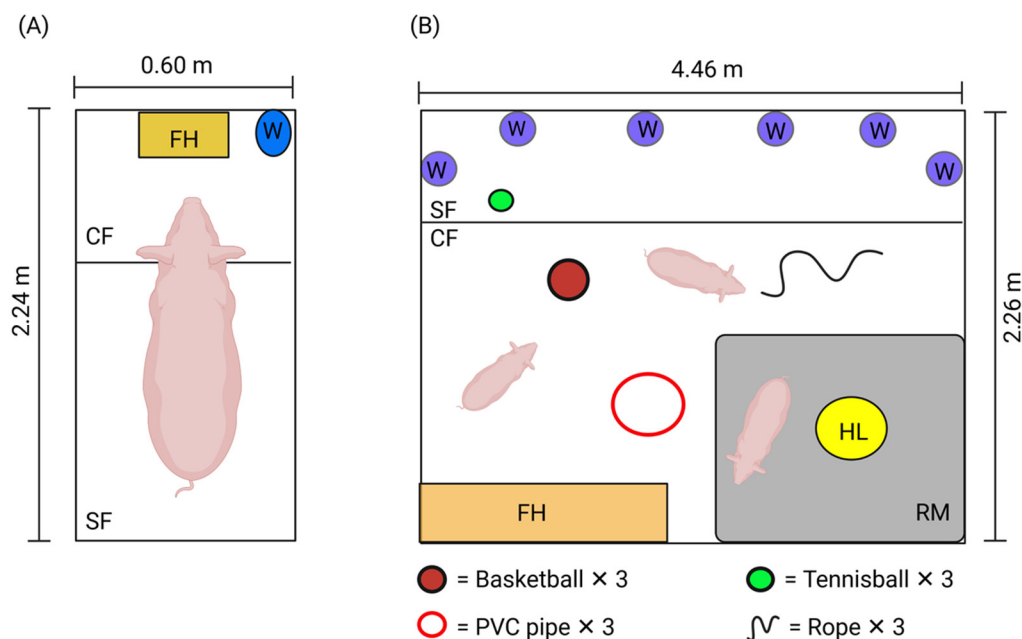 (A)
0.60 m
2.24 m
FH
W
CF
SF
(B)
4.46 m
2.26 m
W W W W
W W
SF
CF
HL
FH
RM
= Basketball × 3
= Tennisball × 3
= PVC pipe × 3
= Rope × 3